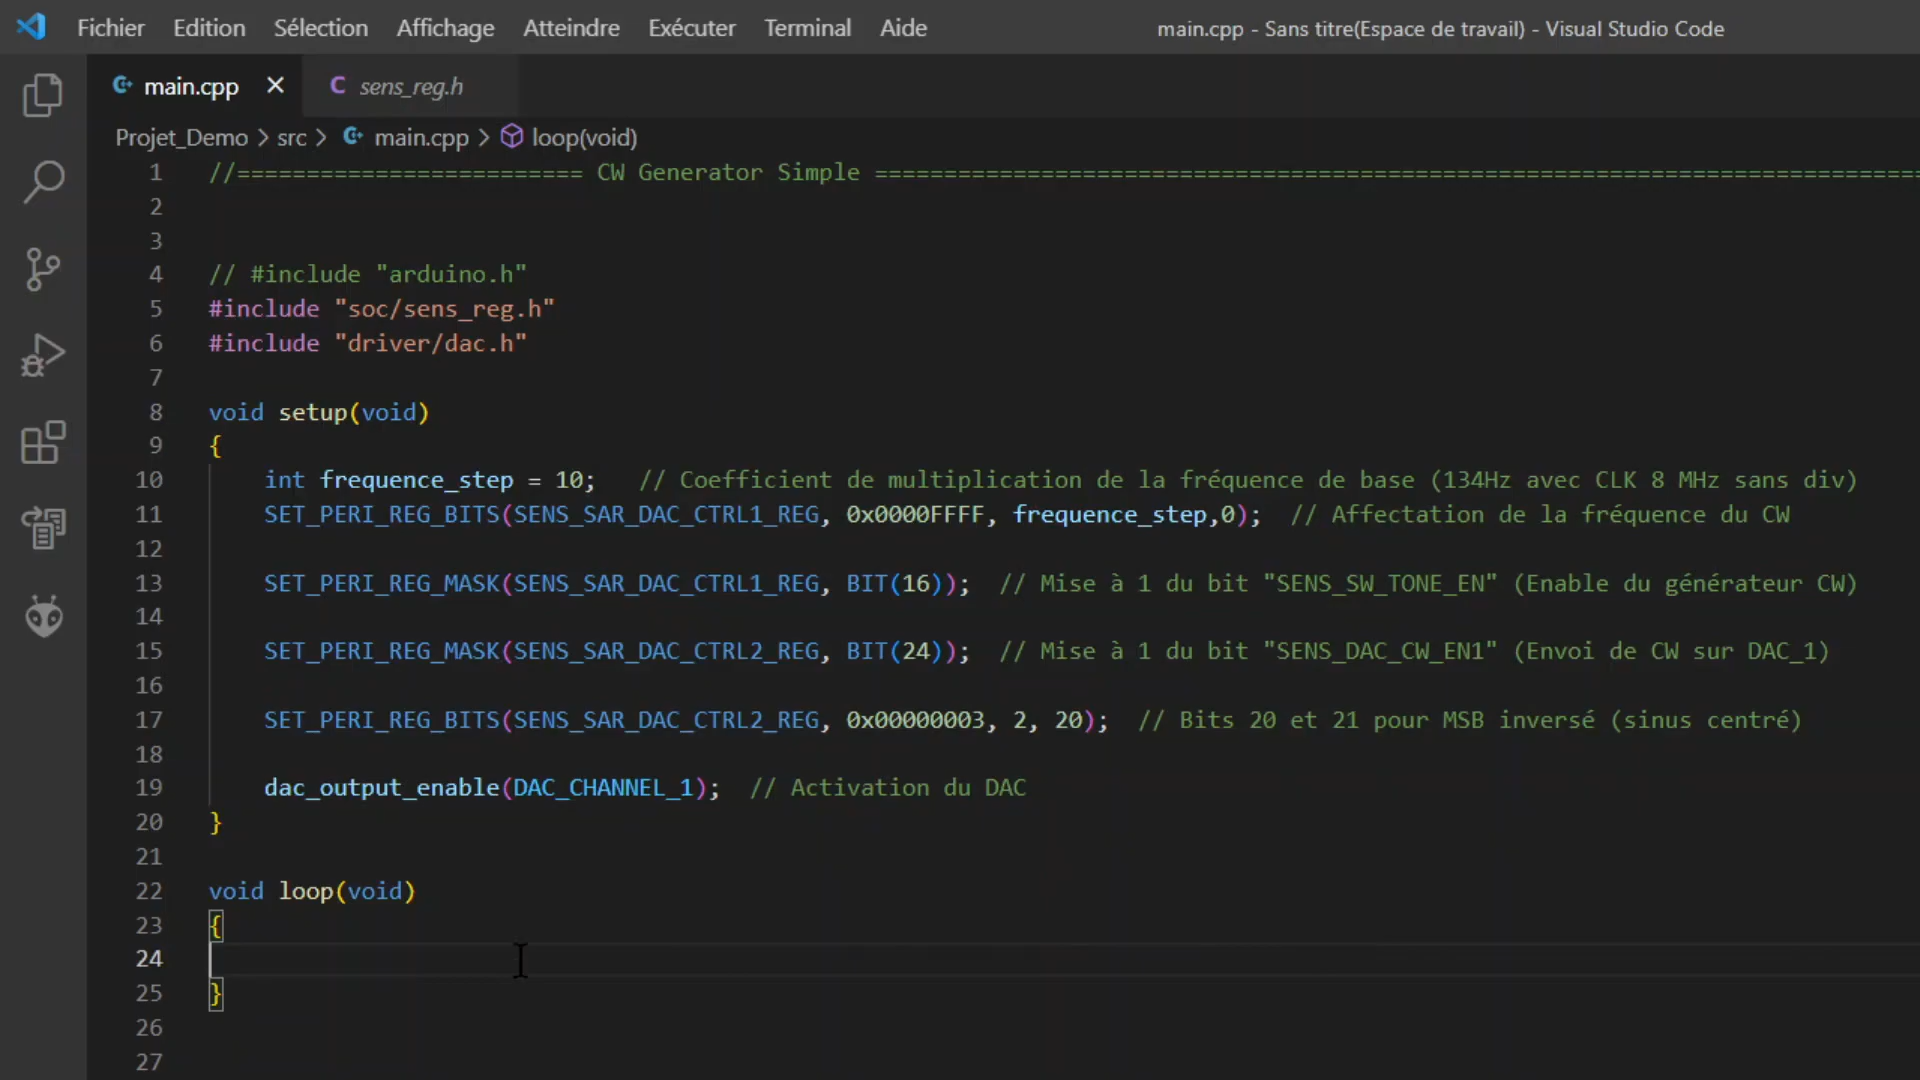 Fichier Edition Sélection Affichage Atteindre Exécuter Terminal Aide main.cpp - Sans titre(Espace de travail) - Visual Studio Code
main.cpp sens_reg.h
Projet_Demo > src > main.cpp > loop(void)
1 //========================= CW Generator Simple ============================================================================
2
3
4 // #include "arduino.h"
5 #include "soc/sens_reg.h"
6 #include "driver/dac.h"
7
8 void setup(void)
9 {
10 int frequence_step = 10; // Coefficient de multiplication de la fréquence de base (134Hz avec CLK 8 MHz sans div)
11 SET_PERI_REG_BITS(SENS_SAR_DAC_CTRL1_REG, 0x0000FFFF, frequence_step,0); // Affectation de la fréquence du CW
12
13 SET_PERI_REG_MASK(SENS_SAR_DAC_CTRL1_REG, BIT(16)); // Mise à 1 du bit "SENS_SW_TONE_EN" (Enable du générateur CW)
14
15 SET_PERI_REG_MASK(SENS_SAR_DAC_CTRL2_REG, BIT(24)); // Mise à 1 du bit "SENS_DAC_CW_EN1" (Envoi de CW sur DAC_1)
16
17 SET_PERI_REG_BITS(SENS_SAR_DAC_CTRL2_REG, 0x00000003, 2, 20); // Bits 20 et 21 pour MSB inversé (sinus centré)
18
19 dac_output_enable(DAC_CHANNEL_1); // Activation du DAC
20 }
21
22 void loop(void)
23 {
24
25 }
26
27